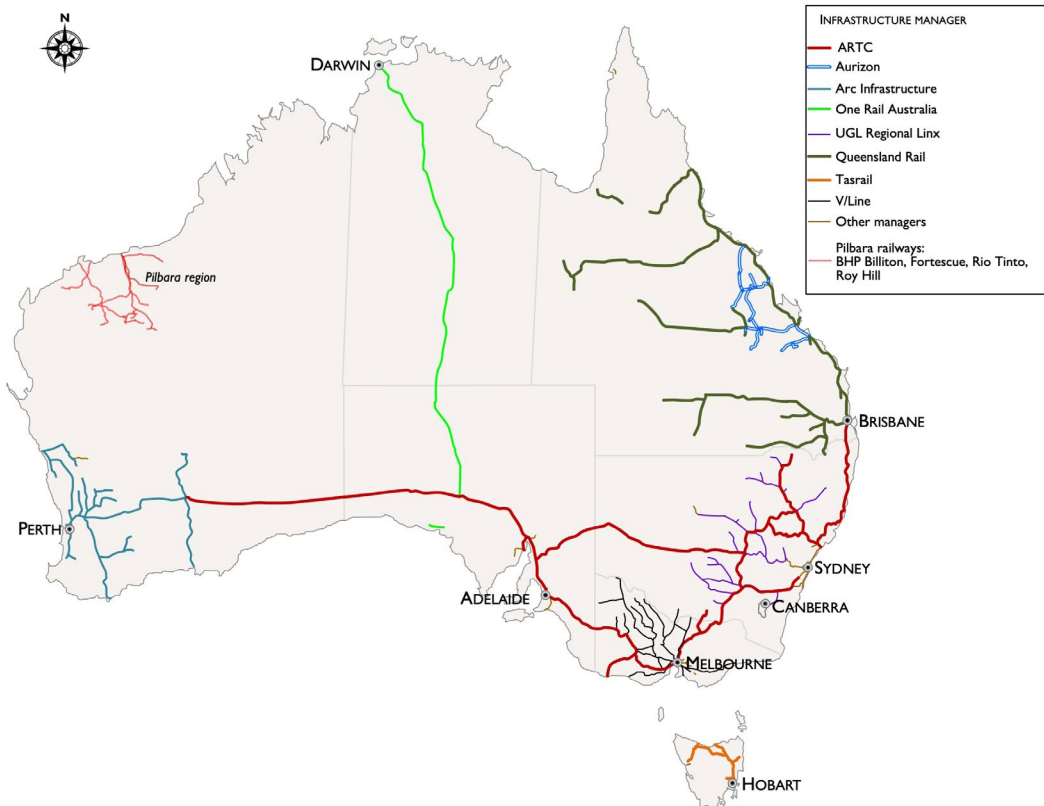 N
DARWIN
INFRASTRUCTURE MANAGER
ARTC
Aurizon
Arc Infrastructure
One Rail Australia
UGL Regional Linx
Queensland Rail
Tasrail
V/Line
Other managers
Pilbara railways:
BHP Billiton, Fortescue, Rio Tinto,
Roy Hill
Pilbara region
BRISBANE
PERTH
SYDNEY
ADELAIDE
CANBERRA
MELBOURNE
HOBART